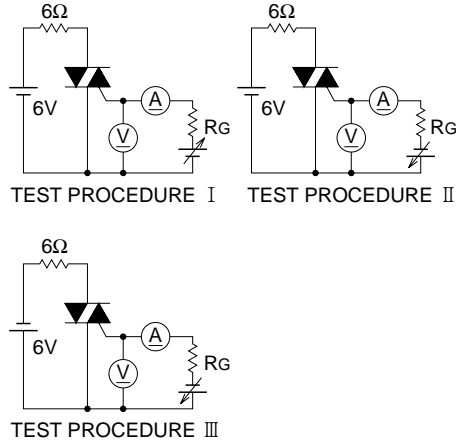 6Ω
6V
A
V
RG
TEST PROCEDURE Ⅰ
6Ω
6V
A
V
RG
TEST PROCEDURE Ⅱ
6Ω
6V
A
V
RG
TEST PROCEDURE Ⅲ